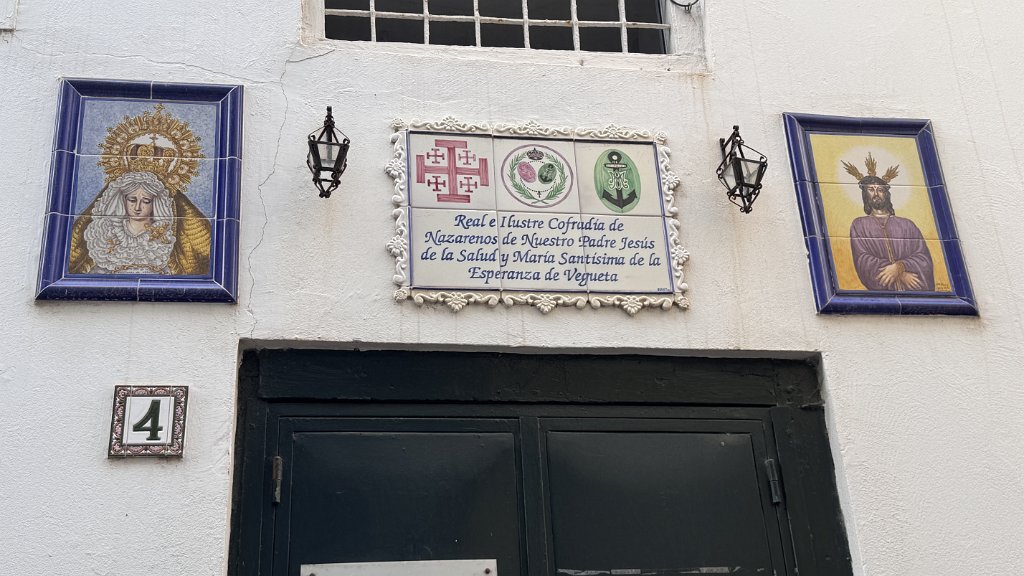 Real e Ilustre Cofradía de
Nazarenos de Nuestro Padre Jesús
de la Salud y María Santísima de la
Esperanza de Vegueta
4